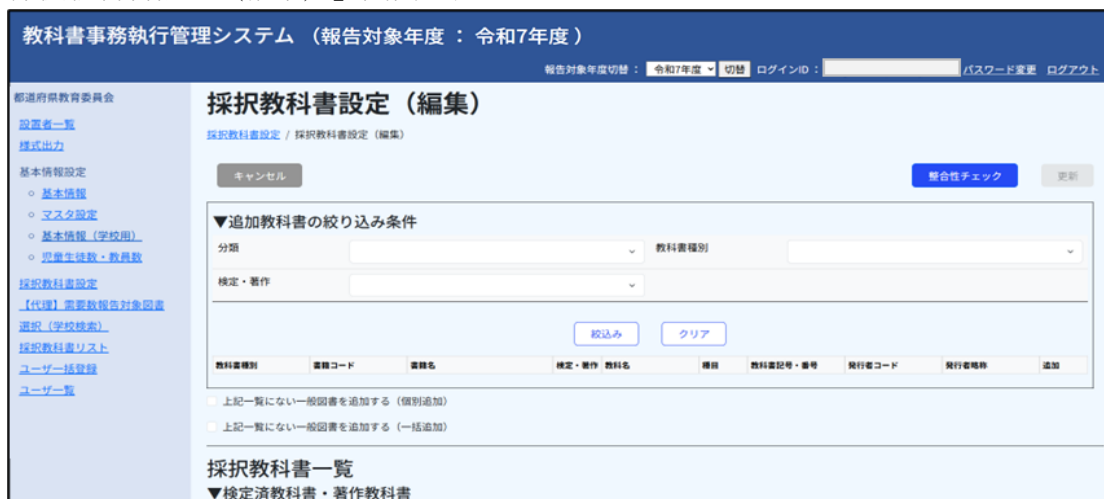 教科書事務執行管理システム （報告対象年度 ： 令和7年度 ）
報告対象年度切替 ： 令和7年度 切替 ログインID ： パスワード変更 ログアウト
都道府県教育委員会
設置者一覧
様式出力
基本情報設定
基本情報
マスタ設定
基本情報（学校用）
児童生徒数・教員数
採択教科書設定
【代理】需要数報告対象図書
選択（学校検索）
採択教科書リスト
ユーザ一括登録
ユーザ一覧
採択教科書設定（編集）
採択教科書設定 / 採択教科書設定（編集）
キャンセル 整合性チェック 更新
▼追加教科書の絞り込み条件
分類 教科書種別
検定・著作
絞込み クリア
教科書種別 書籍コード 書籍名 検定・著作 教科名 種目 教科書記号・番号 発行者コード 発行者略称 追加
上記一覧にない一般図書を追加する（個別追加）
上記一覧にない一般図書を追加する（一括追加）
採択教科書一覧
▼検定済教科書・著作教科書